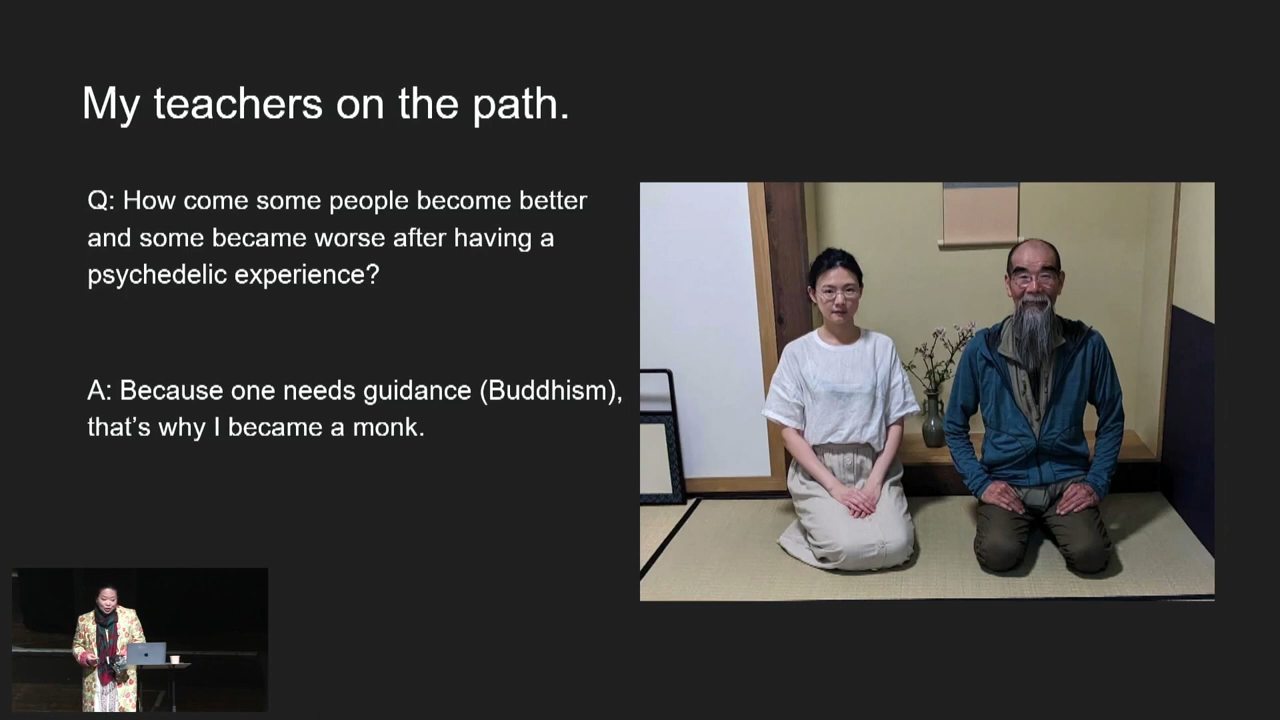 My teachers on the path.
Q: How come some people become better
and some became worse after having a
psychedelic experience?
A: Because one needs guidance (Buddhism),
that's why I became a monk.